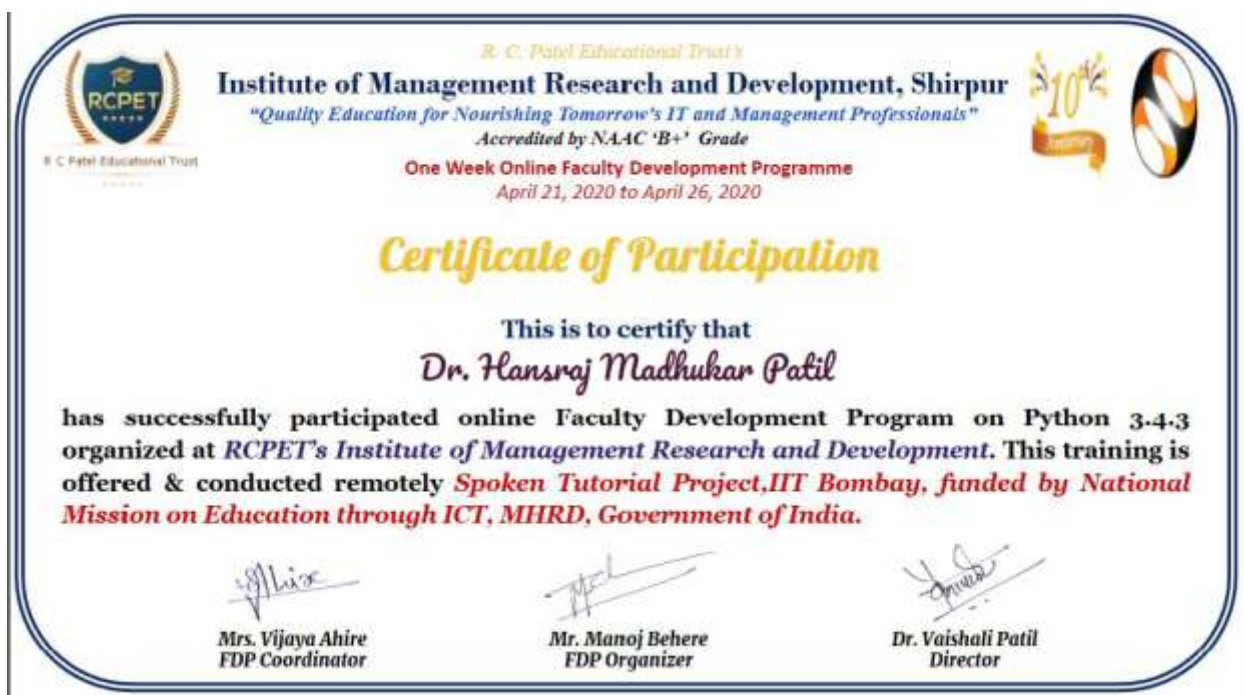 R. C. Patel Educational Trust's
Institute of Management Research and Development, Shirpur
"Quality Education for Nourishing Tomorrow's IT and Management Professionals"
Accredited by NAAC 'B+' Grade
RCPET
R C Patel Educational Trust
10th
One Week Online Faculty Development Programme
April 21, 2020 to April 26, 2020
Certificate of Participation
This is to certify that
Dr. Hansraj Madhukar Patil
has successfully participated online Faculty Development Program on Python 3.4.3
organized at RCPET's Institute of Management Research and Development. This training is
offered & conducted remotely Spoken Tutorial Project,IIT Bombay, funded by National
Mission on Education through ICT, MHRD, Government of India.
Mrs. Vijaya Ahire Mr. Manoj Behere Dr. Vaishali Patil
FDP Coordinator FDP Organizer Director